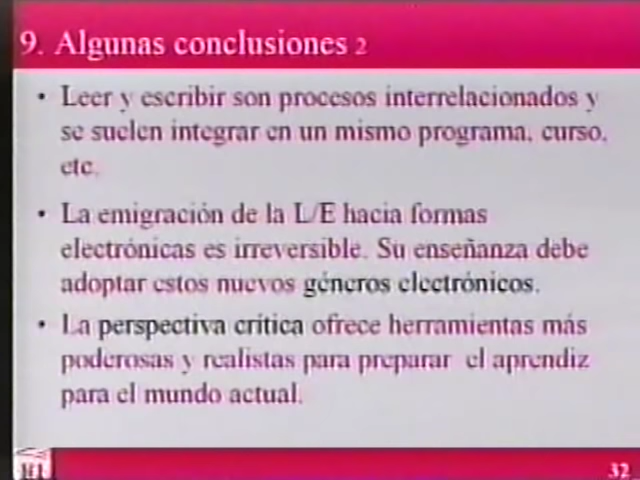 9. Algunas conclusiones 2
• Leer y escribir son procesos interrelacionados y
se suelen integrar en un mismo programa, curso,
etc.
• La emigración de la L/E hacia formas
electrónicas es irreversible. Su enseñanza debe
adoptar estos nuevos géneros electrónicos.
• La perspectiva crítica ofrece herramientas más
poderosas y realistas para preparar el aprendiz
para el mundo actual.
32